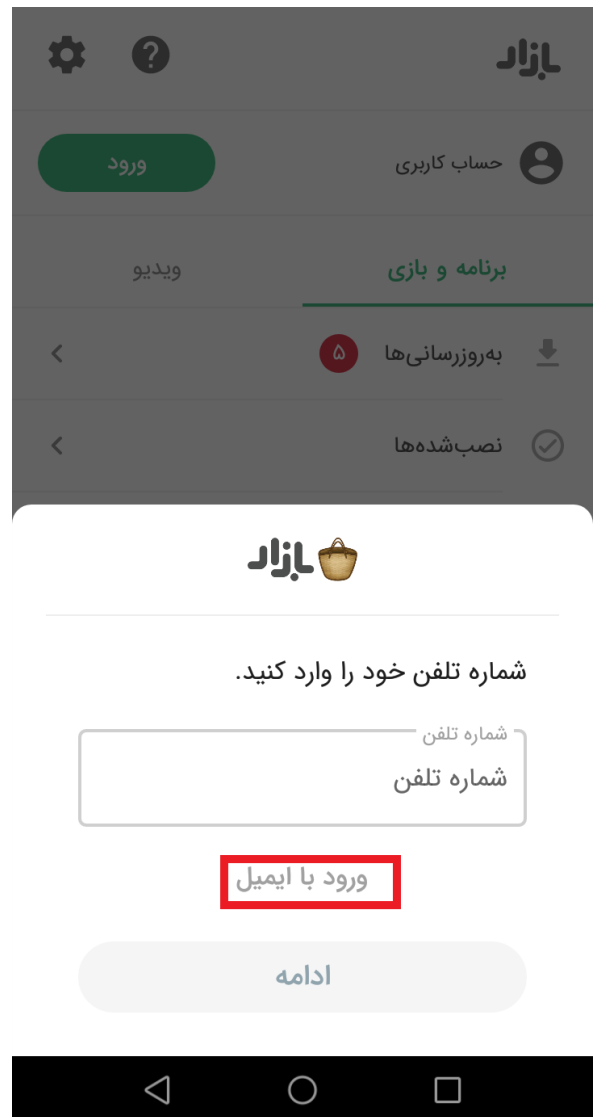 بازار
حساب کاربری
ورود
برنامه و بازی
ویدیو
به‌روزرسانی‌ها ۵
نصب‌شده‌ها
بازار
شماره تلفن خود را وارد کنید.
شماره تلفن
شماره تلفن
ورود با ایمیل
ادامه